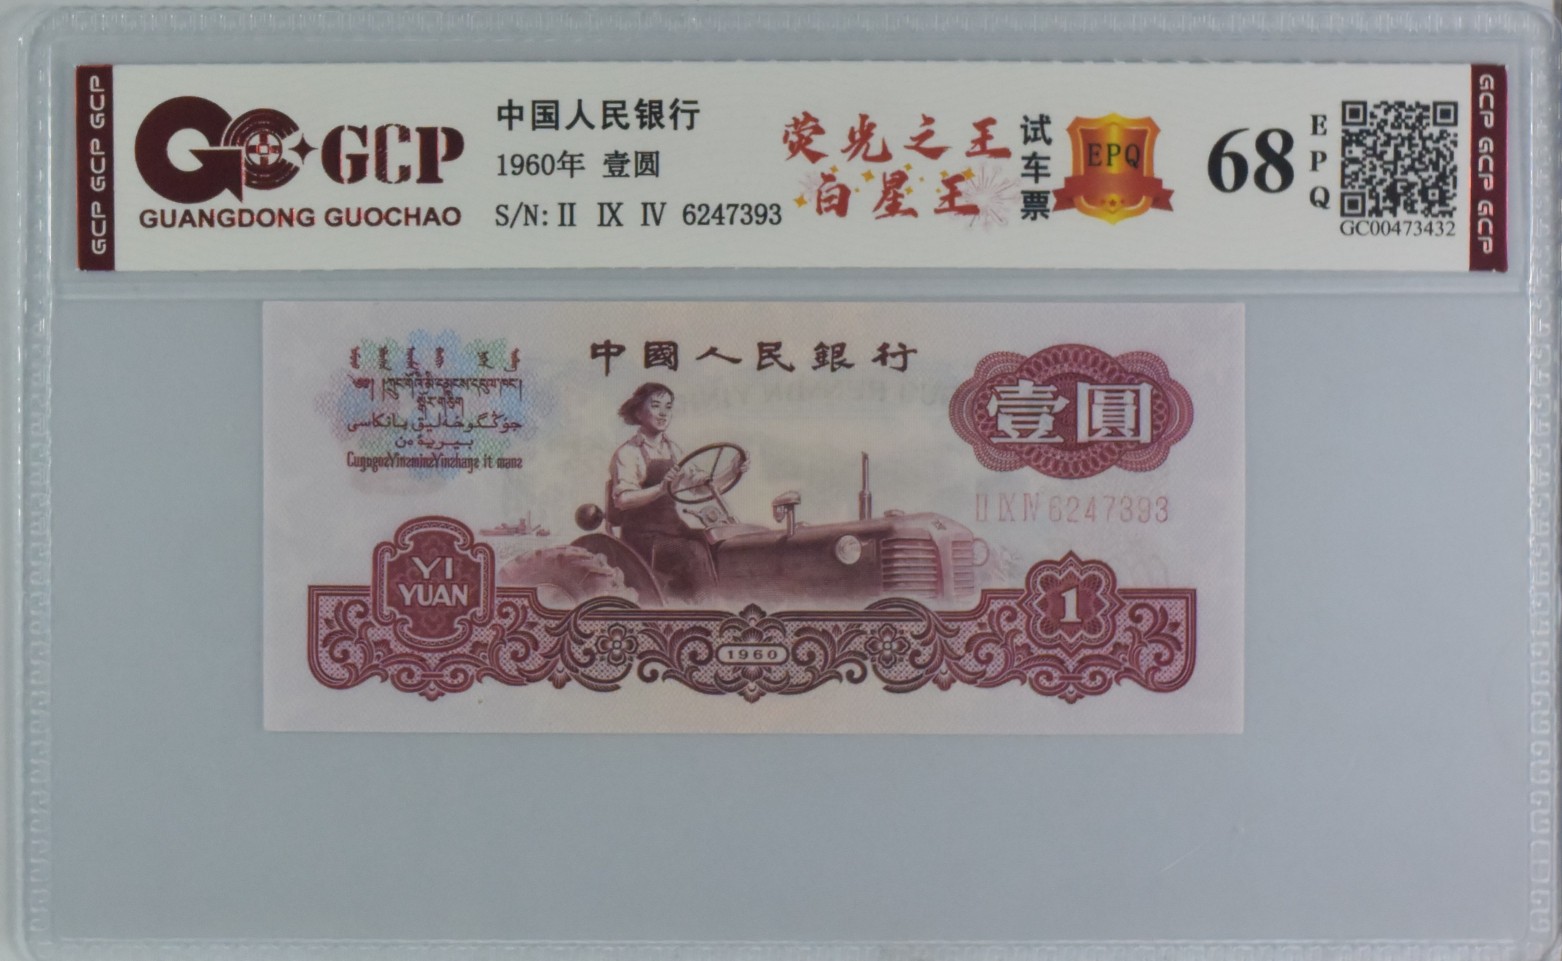 GCP GCP GCP
GCP
GUANGDONG GUOCHAO
中国人民银行
1960年 壹圆
S/N: II IX IV 6247393
荧光之王
白星王
试车票
EPQ
68
EPQ
GC00473432
GCP GCP GCP
中國人民銀行
壹圓
II IX IV 6247393
YI
YUAN
1
1960